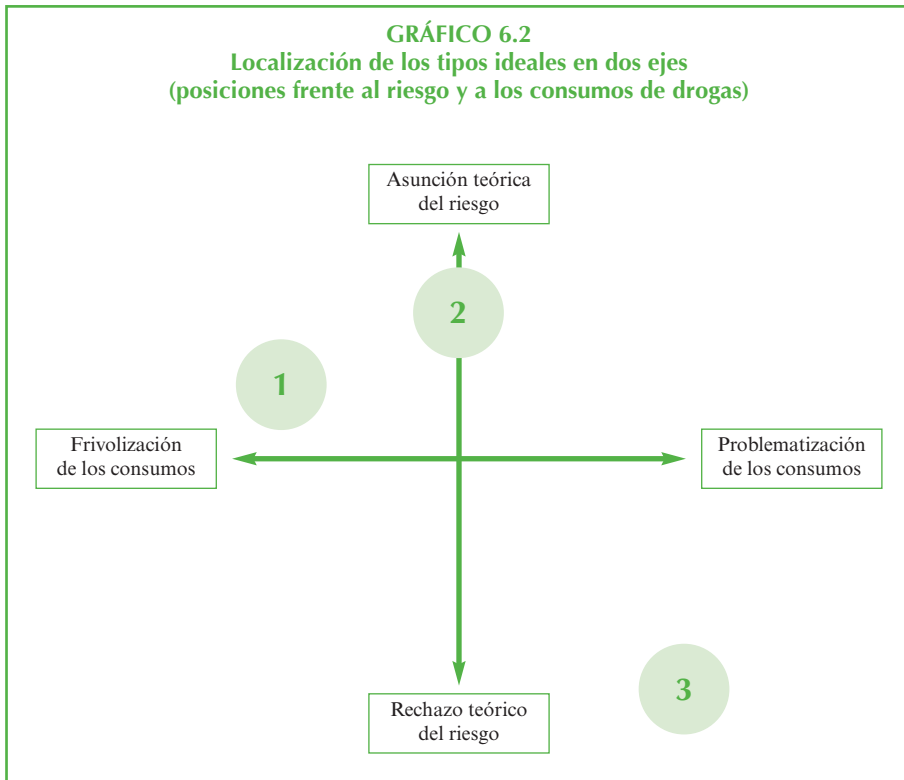 GRÁFICO 6.2
Localización de los tipos ideales en dos ejes
(posiciones frente al riesgo y a los consumos de drogas)
Asunción teórica
del riesgo
2
1
Frivolización
de los consumos
Problematización
de los consumos
3
Rechazo teórico
del riesgo